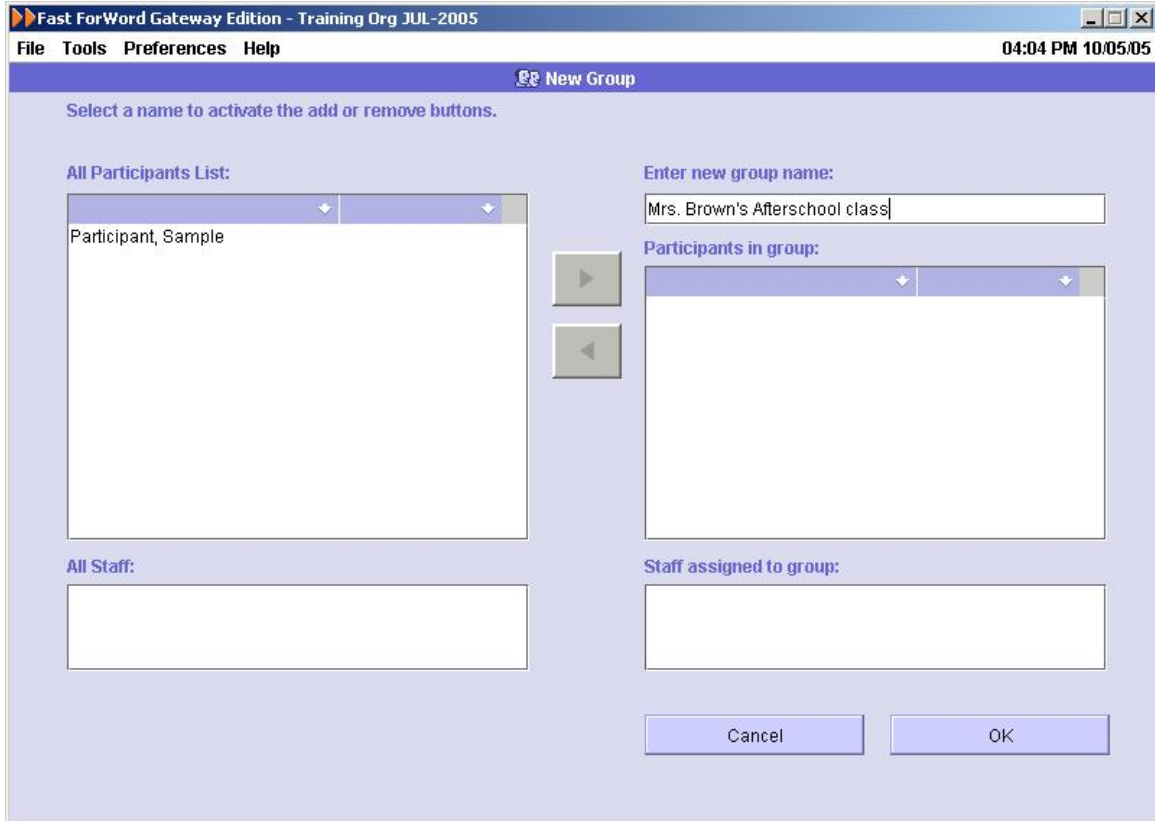 Fast ForWord Gateway Edition - Training Org JUL-2005
File Tools Preferences Help 04:04 PM 10/05/05
New Group
Select a name to activate the add or remove buttons.
All Participants List:
Participant, Sample
Enter new group name:
Mrs. Brown's Afterschool class
Participants in group:
All Staff:
Staff assigned to group:
Cancel OK